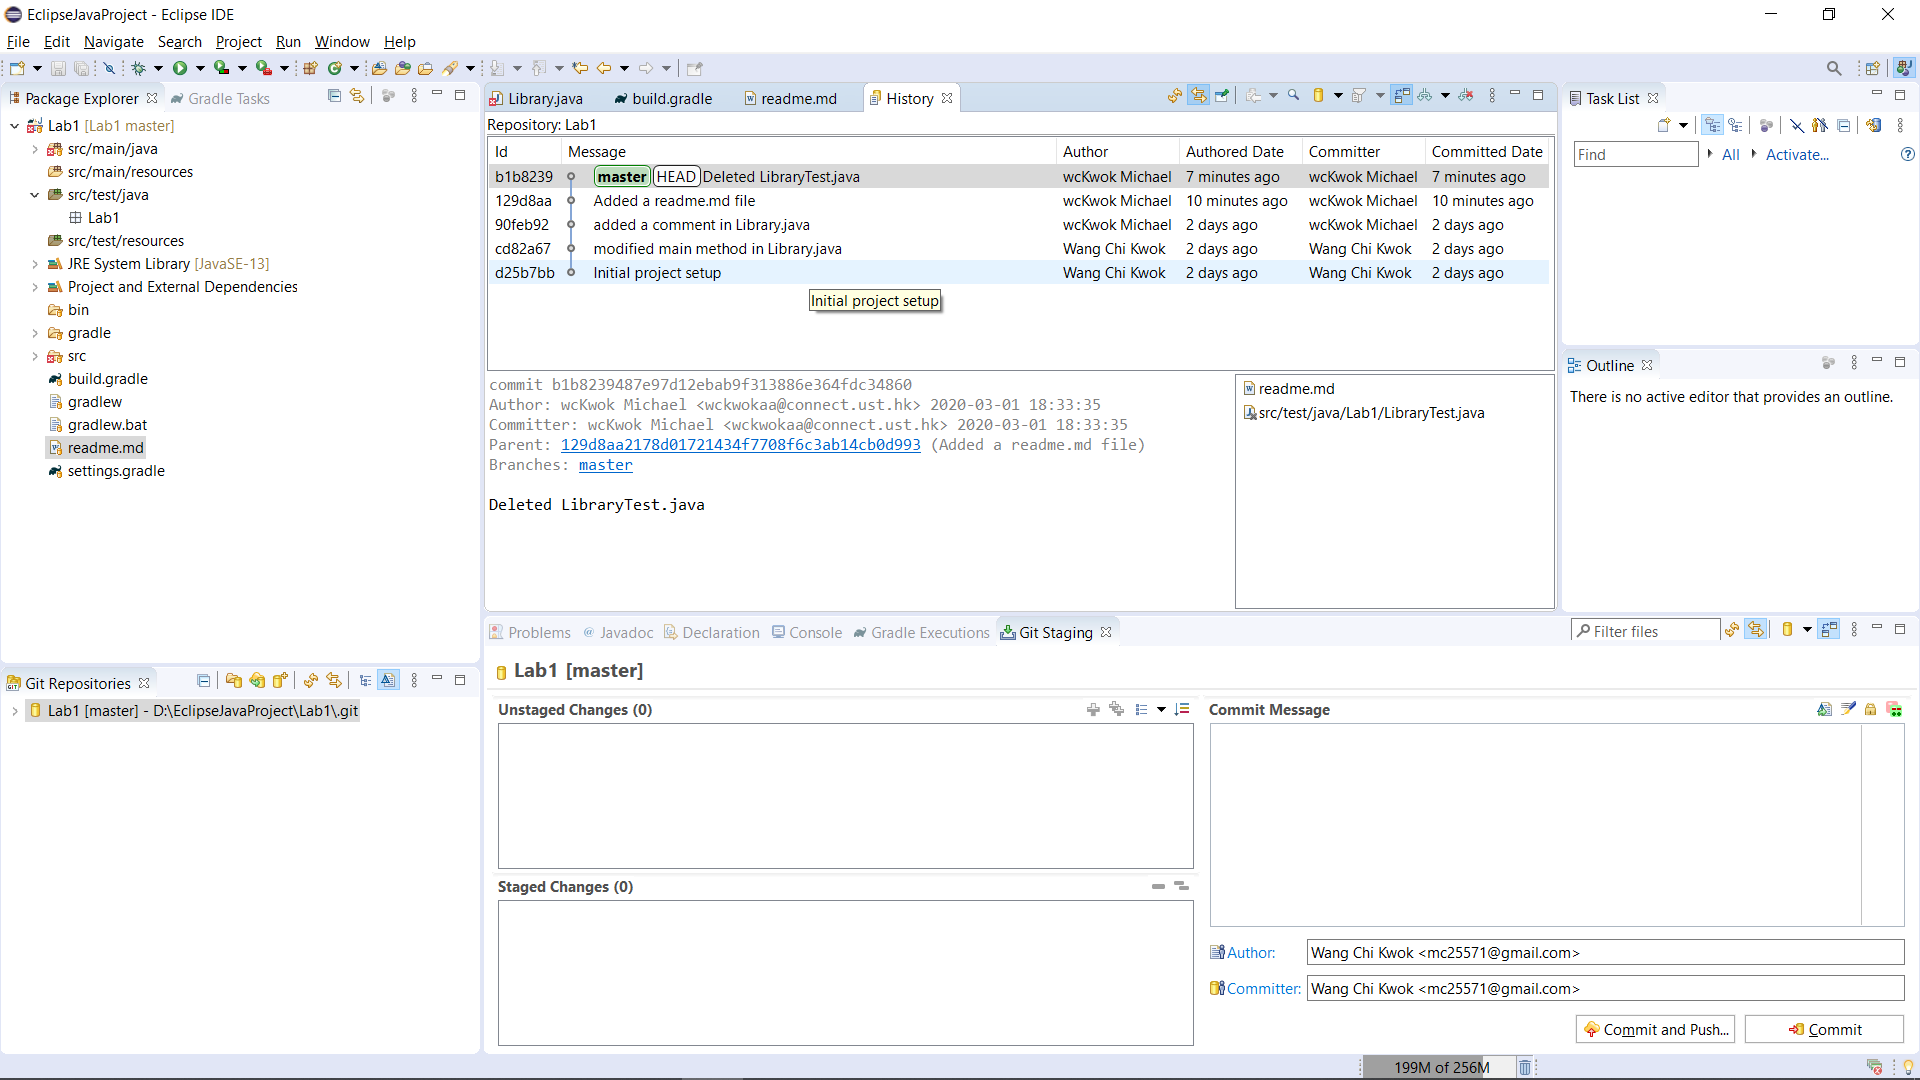 EclipseJavaProject - Eclipse IDE
File Edit Navigate Search Project Run Window Help
Package Explorer
Gradle Tasks
Lab1 [Lab1 master]
src/main/java
src/main/resources
src/test/java
Lab1
src/test/resources
JRE System Library [JavaSE-13]
Project and External Dependencies
bin
gradle
src
build.gradle
gradlew
gradlew.bat
readme.md
settings.gradle
Git Repositories
Lab1 [master] - D:\EclipseJavaProject\Lab1\.git
Library.java build.gradle readme.md History
Repository: Lab1
Id Message Author Authored Date Committer Committed Date
b1b8239 master HEAD Deleted LibraryTest.java wcKwok Michael 7 minutes ago wcKwok Michael 7 minutes ago
129d8aa Added a readme.md file wcKwok Michael 10 minutes ago wcKwok Michael 10 minutes ago
90feb92 added a comment in Library.java wcKwok Michael 2 days ago wcKwok Michael 2 days ago
cd82a67 modified main method in Library.java Wang Chi Kwok 2 days ago Wang Chi Kwok 2 days ago
d25b7bb Initial project setup Wang Chi Kwok 2 days ago Wang Chi Kwok 2 days ago
Initial project setup
commit b1b8239487e97d12ebab9f313886e364fdc34860
Author: wcKwok Michael <wckwokaa@connect.ust.hk> 2020-03-01 18:33:35
Committer: wcKwok Michael <wckwokaa@connect.ust.hk> 2020-03-01 18:33:35
Parent: 129d8aa2178d01721434f7708f6c3ab14cb0d993 (Added a readme.md file)
Branches: master
Deleted LibraryTest.java
readme.md
src/test/java/Lab1/LibraryTest.java
Task List
Find All Activate...
Outline
There is no active editor that provides an outline.
Problems Javadoc Declaration Console Gradle Executions Git Staging
Filter files
Lab1 [master]
Unstaged Changes (0)
Staged Changes (0)
Commit Message
Author: Wang Chi Kwok <mc25571@gmail.com>
Committer: Wang Chi Kwok <mc25571@gmail.com>
Commit and Push... Commit
199M of 256M